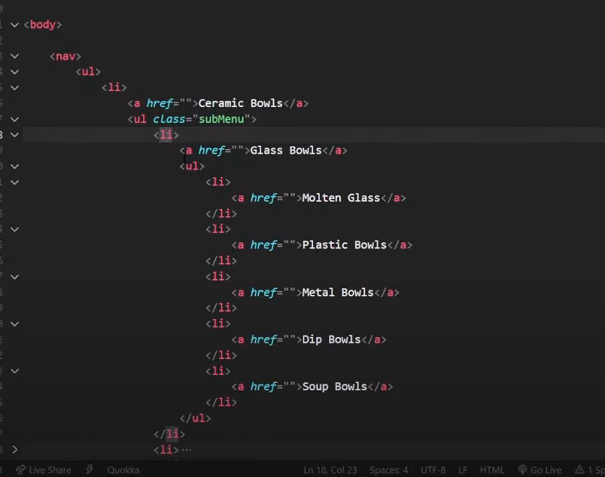 <body>
<nav>
<ul>
<li>
<a href="">Ceramic Bowls</a>
<ul class="subMenu">
<li>
<a href="">Glass Bowls</a>
<ul>
<li>
<a href="">Molten Glass</a>
</li>
<li>
<a href="">Plastic Bowls</a>
</li>
<li>
<a href="">Metal Bowls</a>
</li>
<li>
<a href="">Dip Bowls</a>
</li>
<li>
<a href="">Soup Bowls</a>
</li>
</ul>
</li>
<li>⋯
Live Share Quokka Ln 18, Col 23 Spaces: 4 UTF-8 LF HTML Go Live 1 Sp